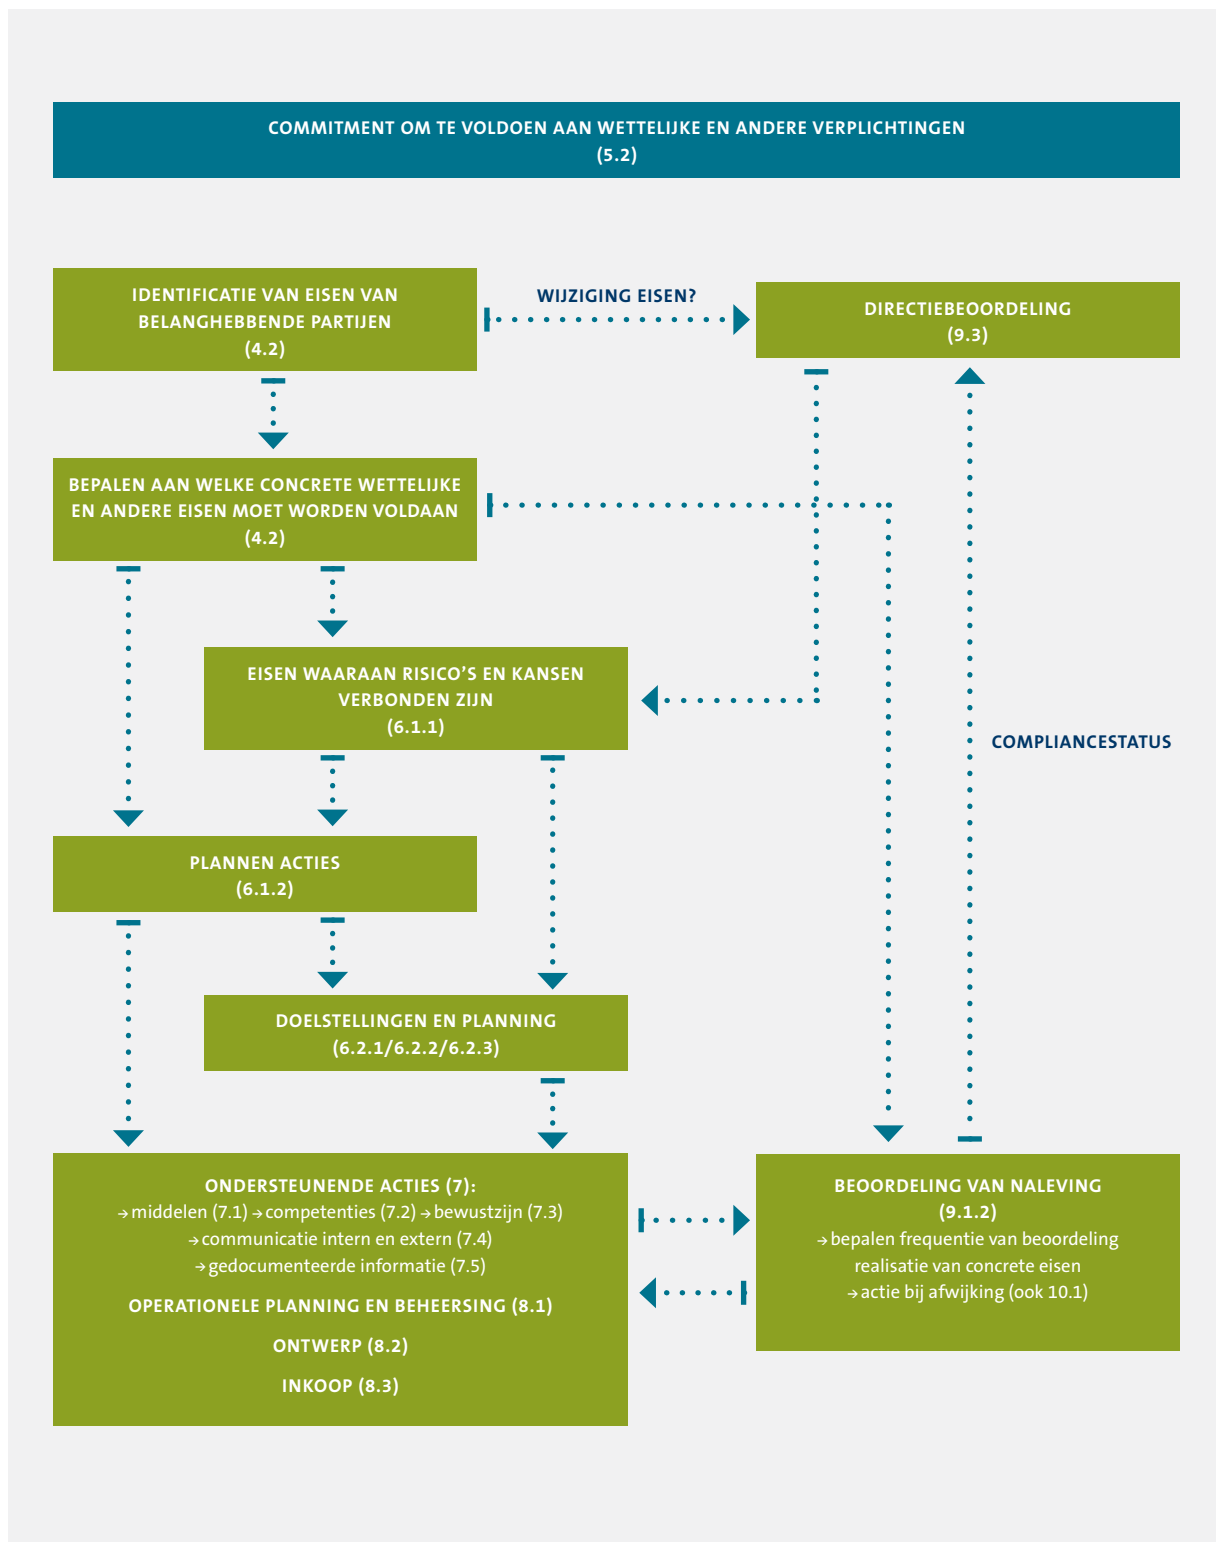 COMMITMENT OM TE VOLDOEN AAN WETTELIJKE EN ANDERE VERPLICHTINGEN
(5.2)
IDENTIFICATIE VAN EISEN VAN
BELANGHEBBENDE PARTIJEN
(4.2)
WIJZIGING EISEN?
DIRECTIEBEOORDELING
(9.3)
BEPALEN AAN WELKE CONCRETE WETTELIJKE
EN ANDERE EISEN MOET WORDEN VOLDAAN
(4.2)
EISEN WAARAAN RISICO’S EN KANSEN
VERBONDEN ZIJN
(6.1.1)
COMPLIANCESTATUS
PLANNEN ACTIES
(6.1.2)
DOELSTELLINGEN EN PLANNING
(6.2.1/6.2.2/6.2.3)
ONDERSTEUNENDE ACTIES (7):
→ middelen (7.1) → competenties (7.2) → bewustzijn (7.3)
→ communicatie intern en extern (7.4)
→ gedocumenteerde informatie (7.5)
OPERATIONELE PLANNING EN BEHEERSING (8.1)
ONTWERP (8.2)
INKOOP (8.3)
BEOORDELING VAN NALEVING
(9.1.2)
→ bepalen frequentie van beoordeling
realisatie van concrete eisen
→ actie bij afwijking (ook 10.1)